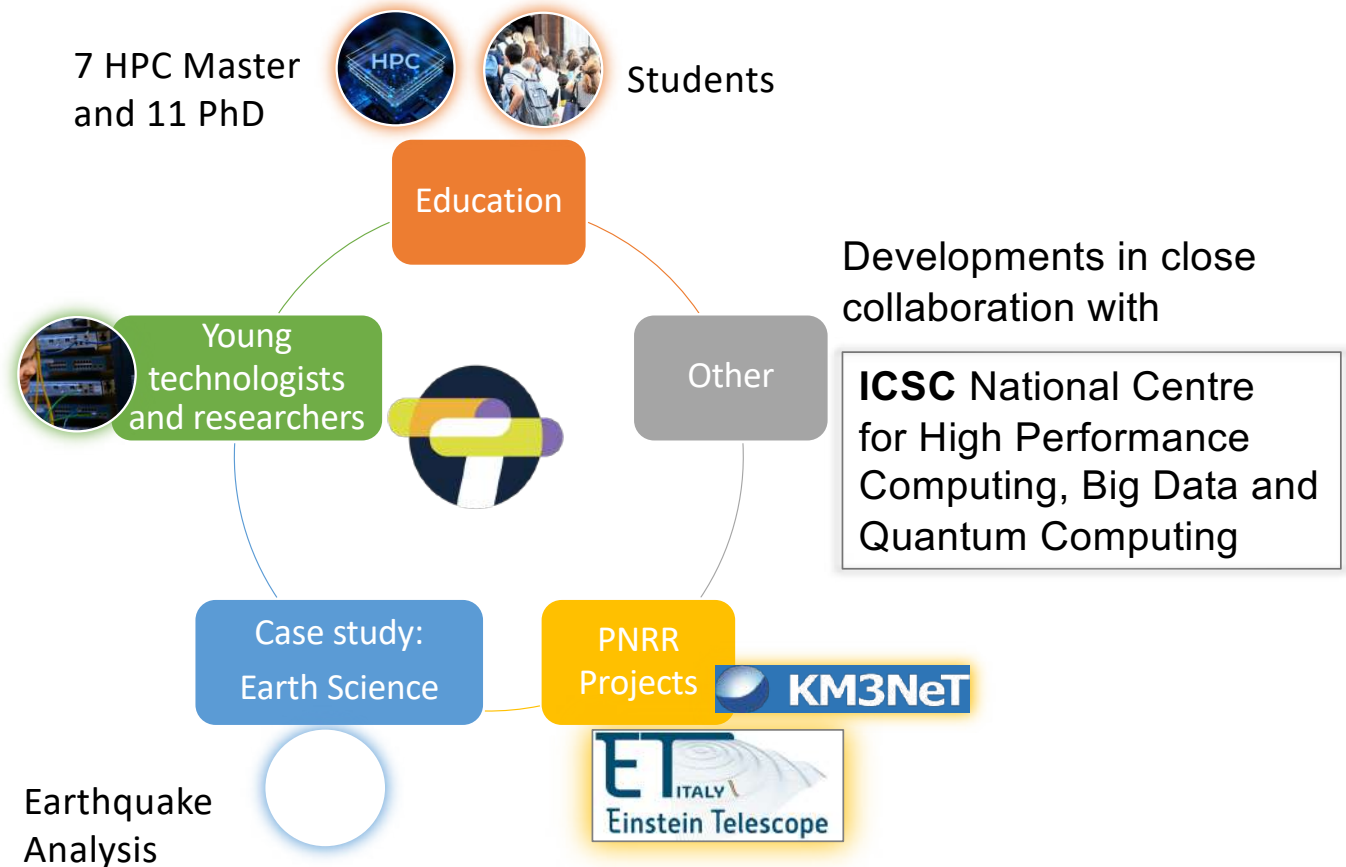 7 HPC Master
and 11 PhD
HPC
Students
Education
Developments in close
collaboration with
Young
technologists
and researchers
Other
ICSC National Centre
for High Performance
Computing, Big Data and
Quantum Computing
Case study:
Earth Science
PNRR
Projects
KM3NeT
ET
ITALY
Einstein Telescope
Earthquake
Analysis